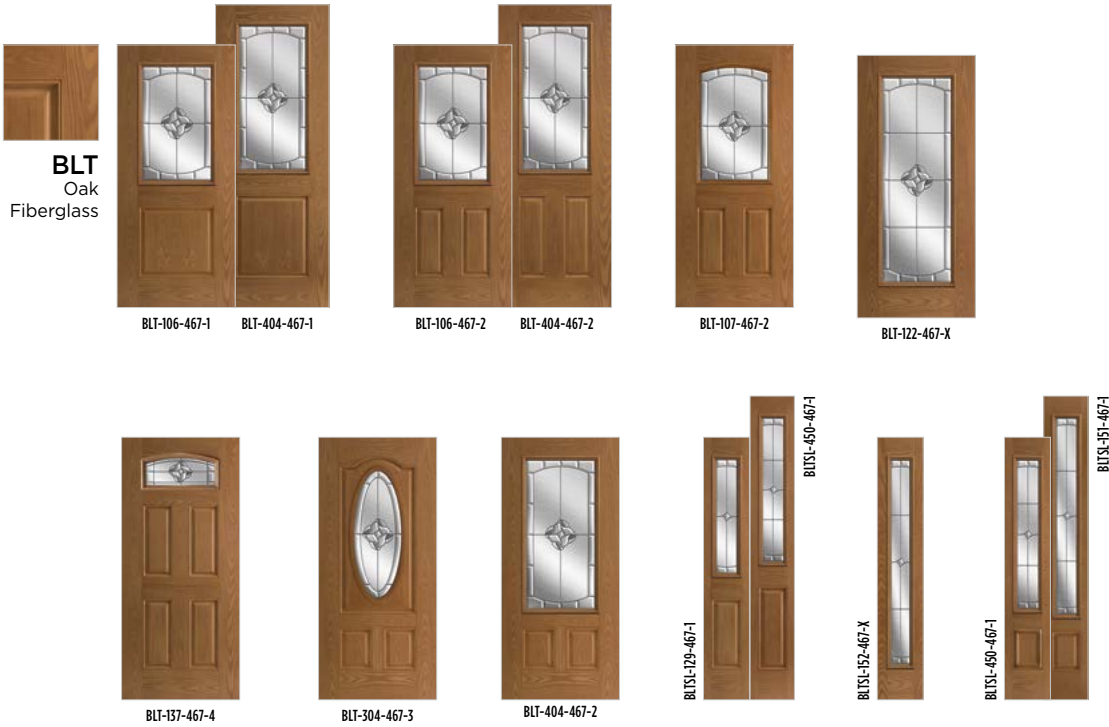 BLT
Oak
Fiberglass
BLT-106-467-1
BLT-404-467-1
BLT-106-467-2
BLT-404-467-2
BLT-107-467-2
BLT-122-467-X
BLT-137-467-4
BLT-304-467-3
BLT-404-467-2
BLTSL-129-467-1
BLTSL-450-467-1
BLTSL-152-467-X
BLTSL-450-467-1
BLTSL-151-467-1